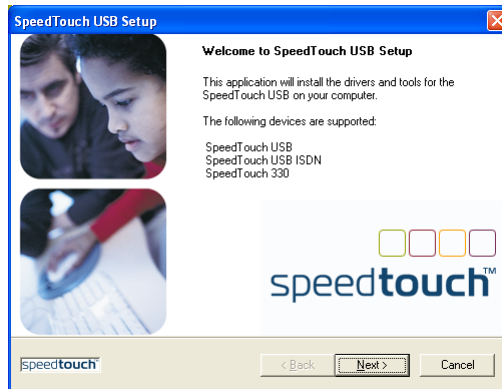 SpeedTouch USB Setup
Welcome to SpeedTouch USB Setup
This application will install the drivers and tools for the
SpeedTouch USB on your computer.
The following devices are supported:
SpeedTouch USB
SpeedTouch USB ISDN
SpeedTouch 330
speedtouch™
speedtouch™
< Back
Next >
Cancel